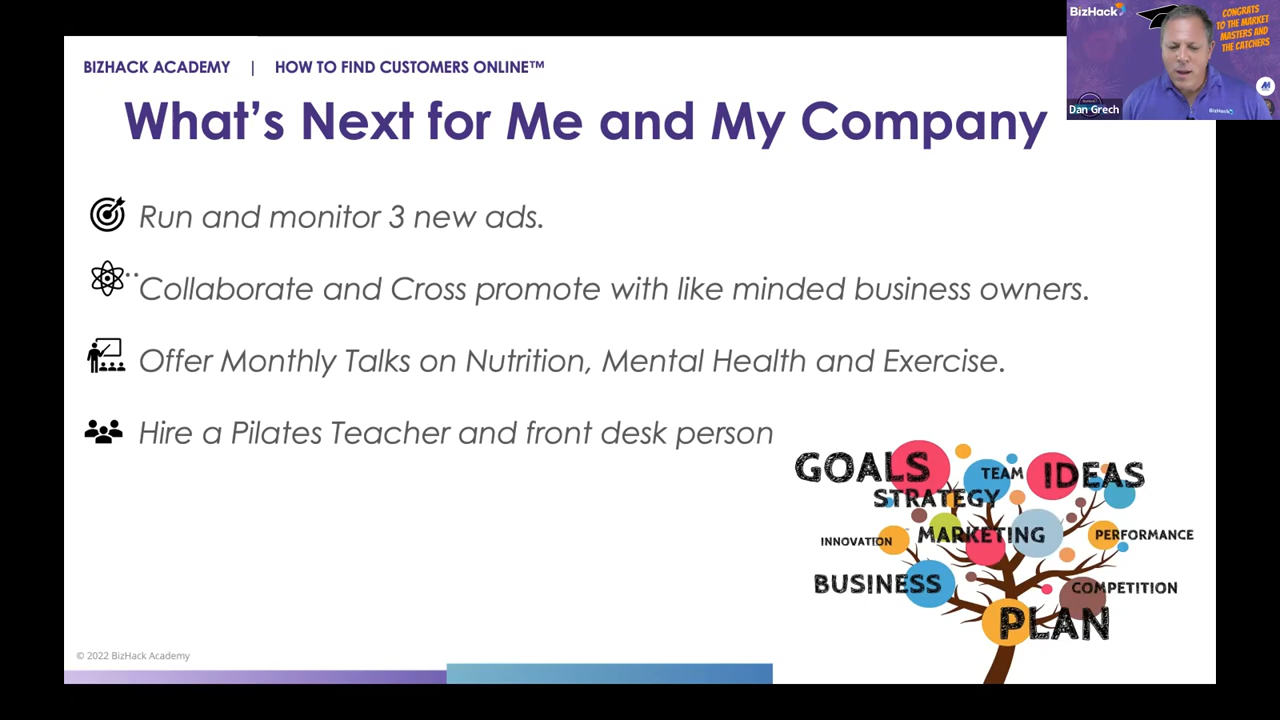 BIZHACK ACADEMY | HOW TO FIND CUSTOMERS ONLINE™
What's Next for Me and My Company
Run and monitor 3 new ads.
..
Collaborate and Cross promote with like minded business owners.
Offer Monthly Talks on Nutrition, Mental Health and Exercise.
Hire a Pilates Teacher and front desk person
GOALS
TEAM
IDEAS
STRATEGY
INNOVATION
MARKETING
PERFORMANCE
BUSINESS
COMPETITION
PLAN
© 2022 BizHack Academy
BizHack
CONGRATS
TO THE MARKET
MASTERS AND
THE CATCHERS
BizHack
Dan Grech